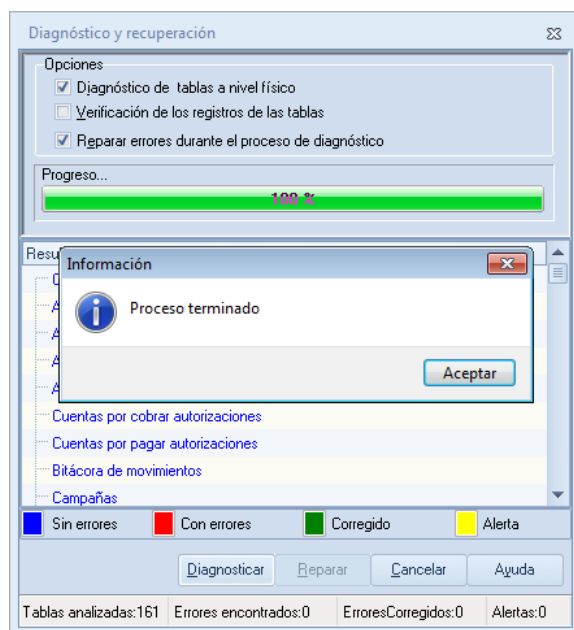 Diagnóstico y recuperación
Opciones
Diagnóstico de tablas a nivel físico
Verificación de los registros de las tablas
Reparar errores durante el proceso de diagnóstico
Progreso...
100 %
Resu
Información
Proceso terminado
Aceptar
Cuentas por cobrar autorizaciones
Cuentas por pagar autorizaciones
Bitácora de movimientos
Campañas
Sin errores Con errores Corregido Alerta
Diagnosticar Reparar Cancelar Ayuda
Tablas analizadas:161 Errores encontrados:0 ErroresCorregidos:0 Alertas:0